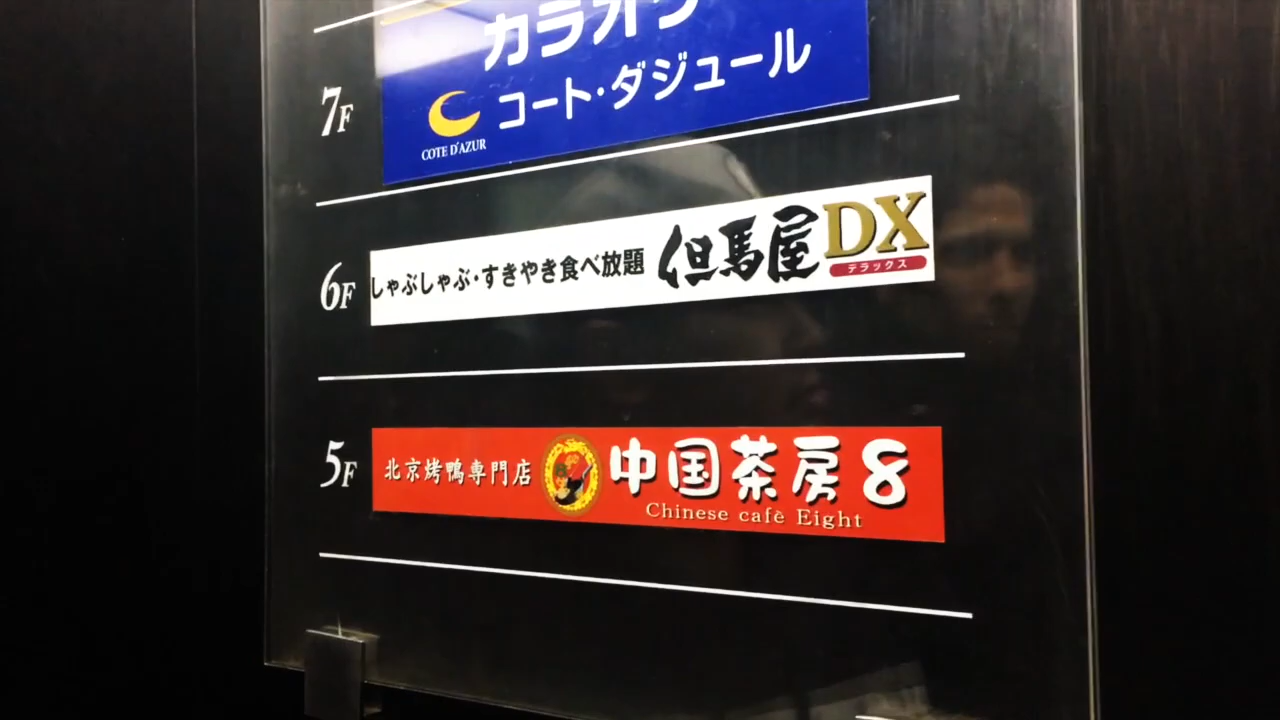 カラオケ
7F
コート・ダジュール
COTE D'AZUR
6F
しゃぶしゃぶ・すきやき食べ放題 但馬屋DX
デラックス
5F
北京烤鴨専門店 中国茶房8
Chinese cafè Eight